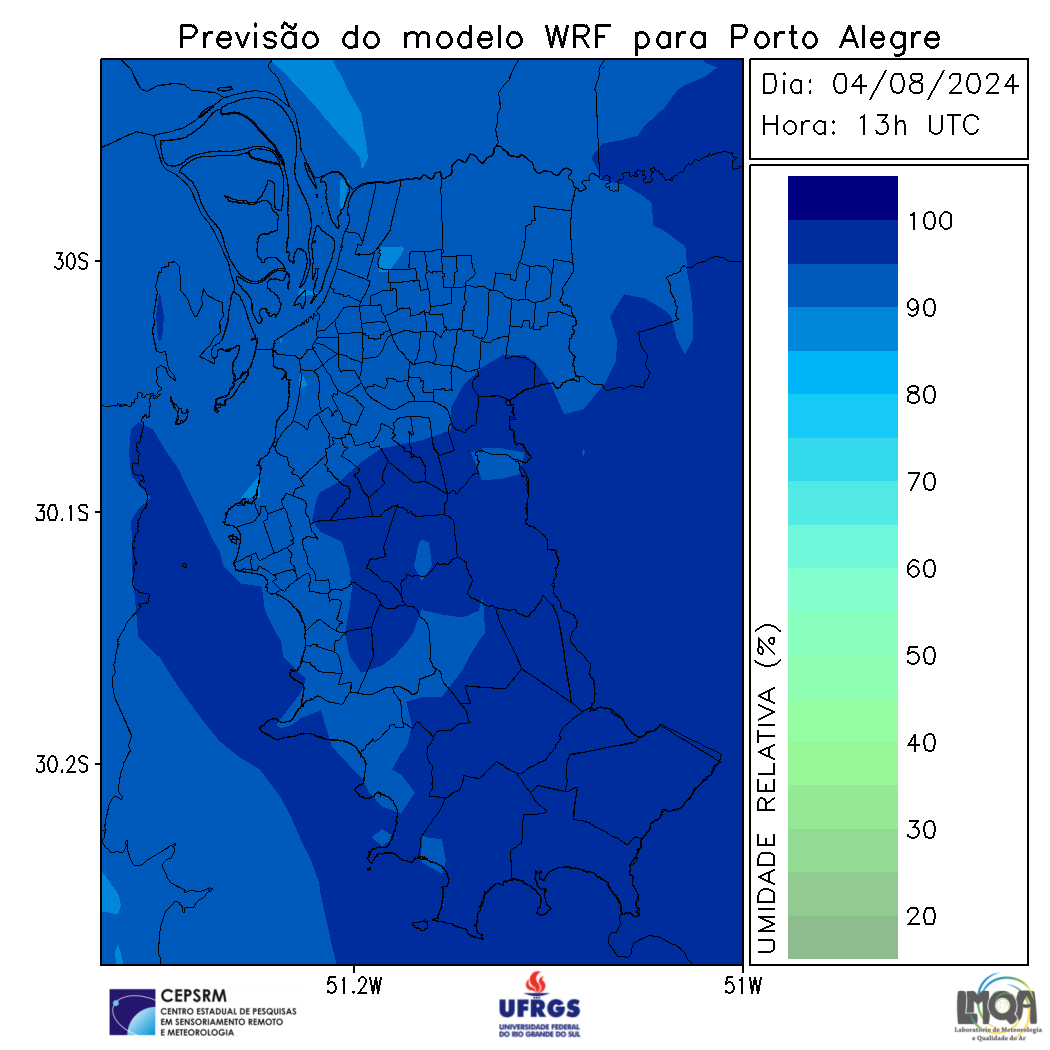 Previsão do modelo WRF para Porto Alegre
Dia: 04/08/2024
Hora: 13h UTC
100
90
80
70
60
50
40
30
20
UMIDADE RELATIVA (%)
30S
30.1S
30.2S
51.2W
51W
CEPSRM
CENTRO ESTADUAL DE PESQUISAS
EM SENSORIAMENTO REMOTO
E METEOROLOGIA
UFRGS
UNIVERSIDADE FEDERAL
DO RIO GRANDE DO SUL
LMQA
Laboratório de Meteorologia
e Qualidade do Ar